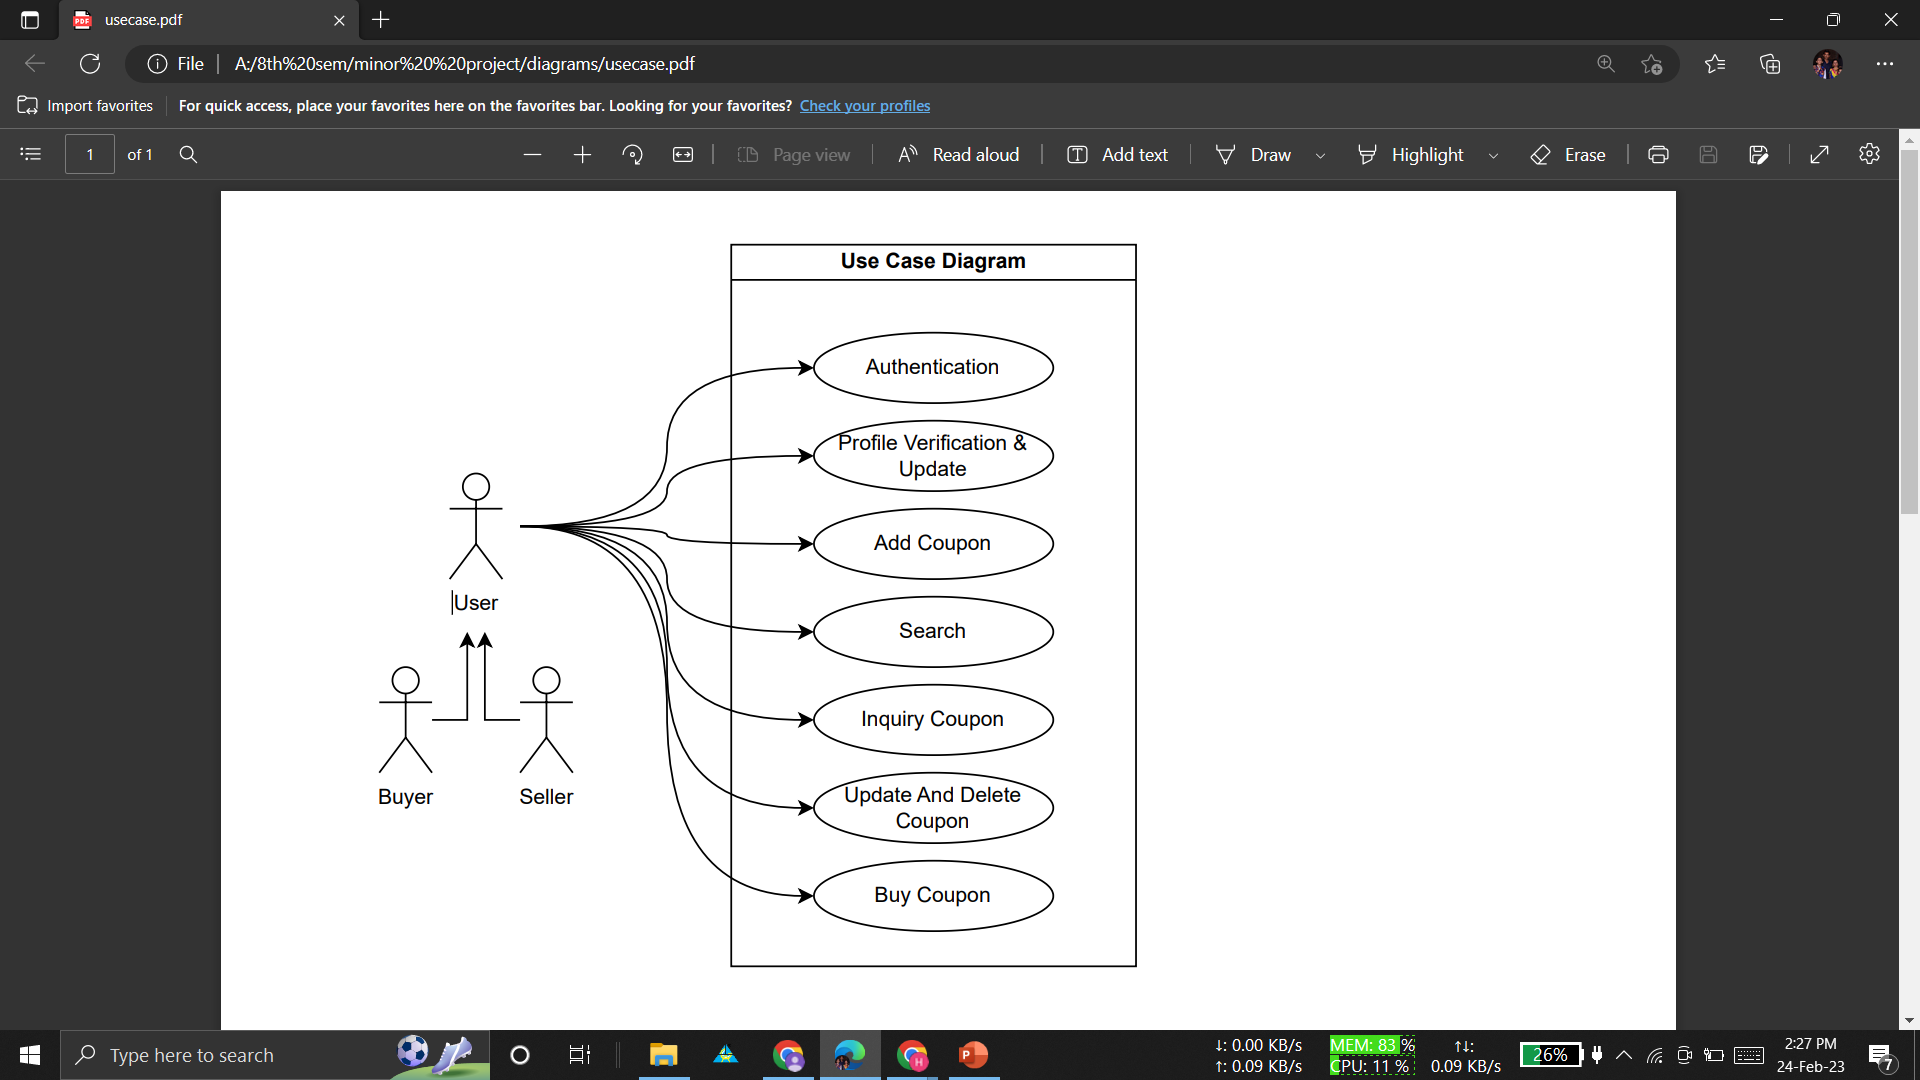 usecase.pdf
File
A:/8th%20sem/minor%20%20project/diagrams/usecase.pdf
Import favorites
For quick access, place your favorites here on the favorites bar. Looking for your favorites? Check your profiles
1 of 1
Page view
Read aloud
Add text
Draw
Highlight
Erase
Use Case Diagram
Authentication
Profile Verification &
Update
Add Coupon
Search
Inquiry Coupon
Update And Delete
Coupon
Buy Coupon
User
Buyer
Seller
Type here to search
↓: 0.00 KB/s
↑: 0.09 KB/s
MEM: 83 %
CPU: 11 %
↑↓:
0.09 KB/s
26%
2:27 PM
24-Feb-23
7